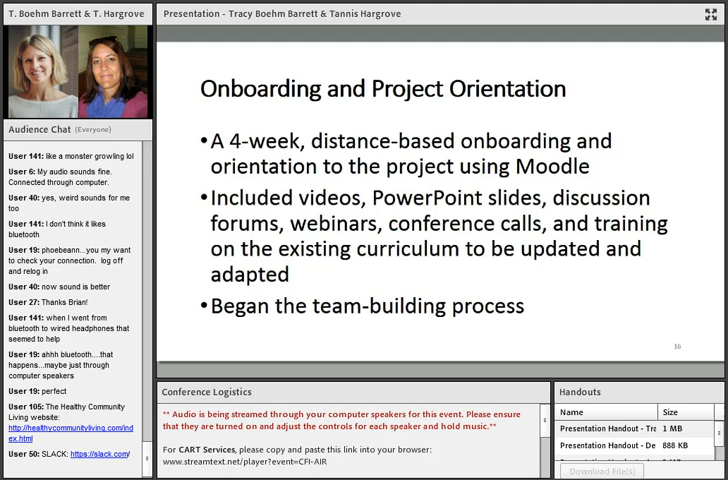 T. Boehm Barrett & T. Hargrove
Presentation - Tracy Boehm Barrett & Tannis Hargrove
Audience Chat (Everyone)
User 141: like a monster growling lol
User 6: My audio sounds fine.
Connected through computer.
User 40: yes, weird sounds for me
too
User 141: I don't think it likes
bluetooth
User 19: phoebeann...you my want
to check your connection. log off
and relog in
User 40: now sound is better
User 27: Thanks Brian!
User 141: when I went from
bluetooth to wired headphones that
seemed to help
User 19: ahhh bluetooth....that
happens...maybe just through
computer speakers
User 19: perfect
User 105: The Healthy Community
Living website:
http://healthycommunityliving.com/ind
ex.html
User 50: SLACK: https://slack.com/
Onboarding and Project Orientation
•A 4-week, distance-based onboarding and
orientation to the project using Moodle
•Included videos, PowerPoint slides, discussion
forums, webinars, conference calls, and training
on the existing curriculum to be updated and
adapted
•Began the team-building process
16
Conference Logistics
** Audio is being streamed through your computer speakers for this event. Please ensure
that they are turned on and adjust the controls for each speaker and hold music.**
For CART Services, please copy and paste this link into your browser:
www.streamtext.net/player?event=CFI-AIR
Handouts
Name Size
Presentation Handout - Tra 1 MB
Presentation Handout - De 888 KB
Download File(s)